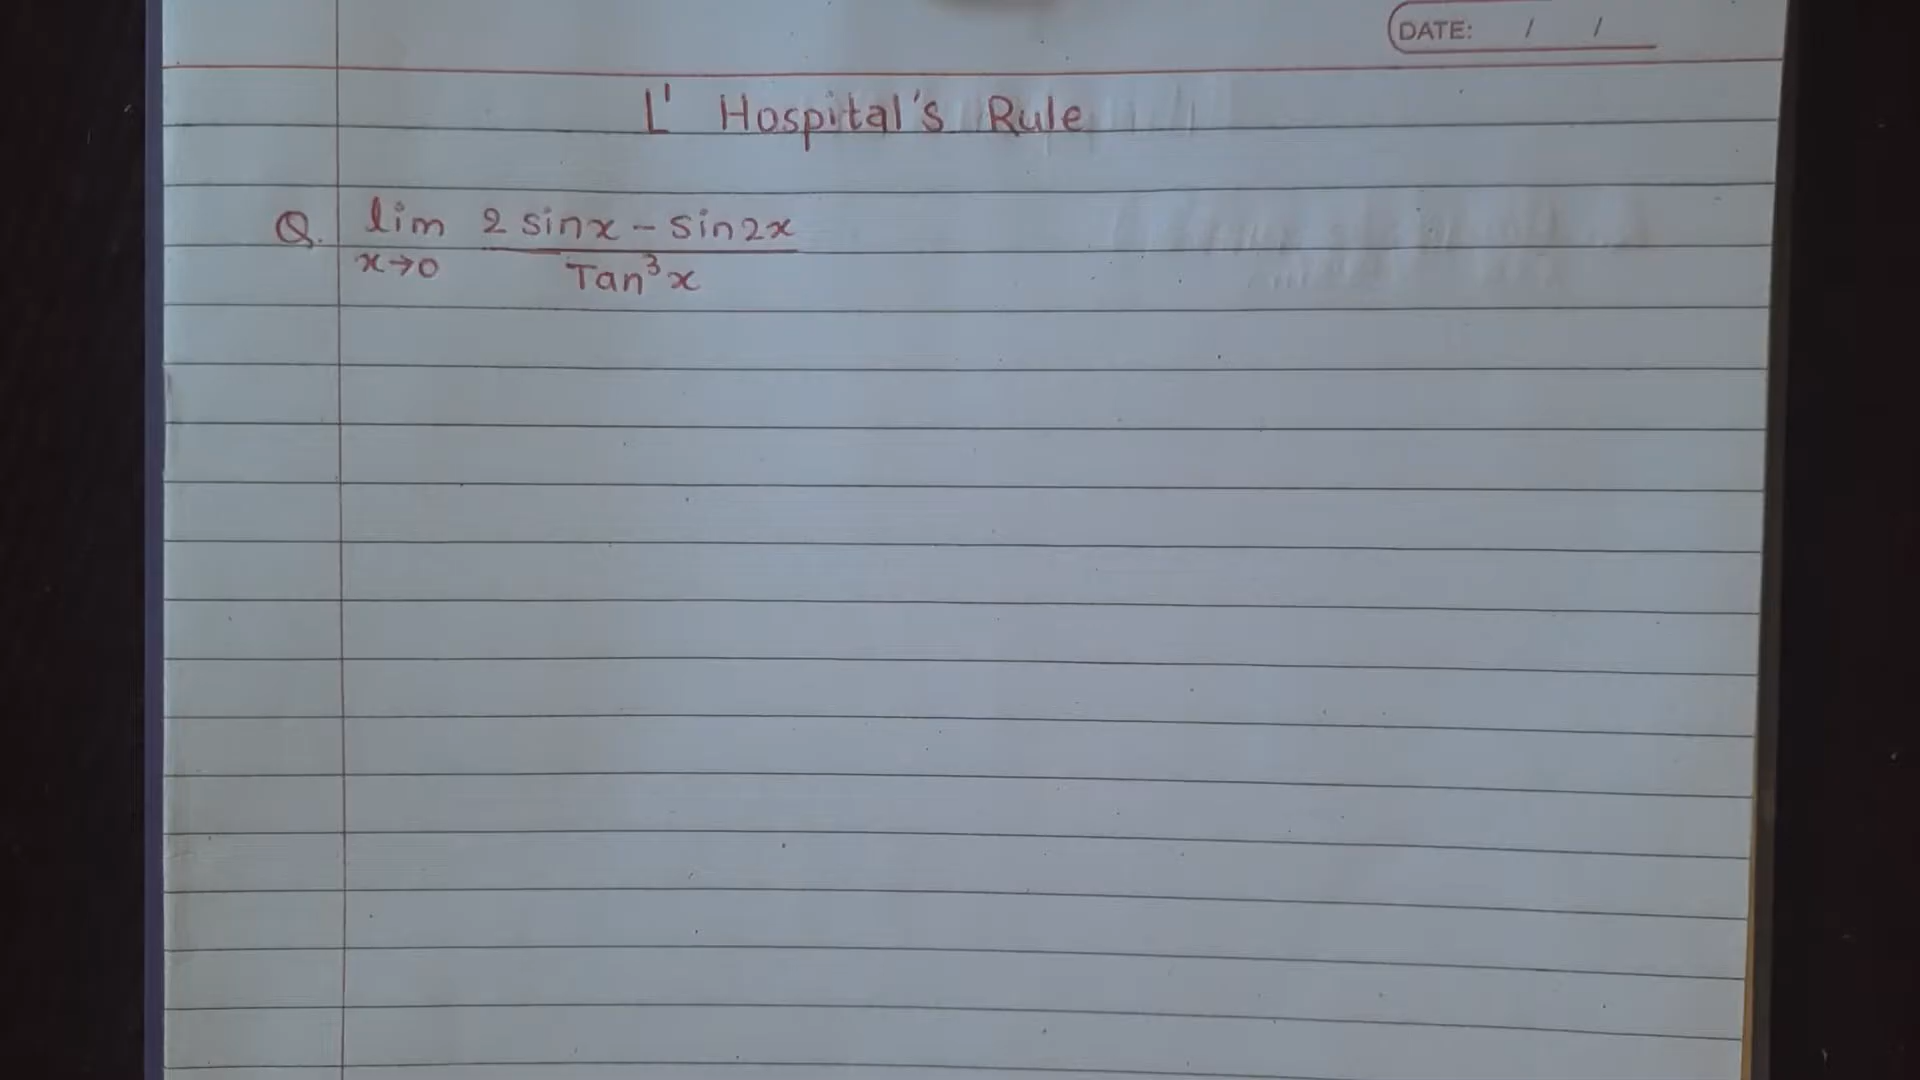 DATE: / /
L' Hospital's Rule
Q. lim 2 sinx - sin2x
x→0 Tan³x